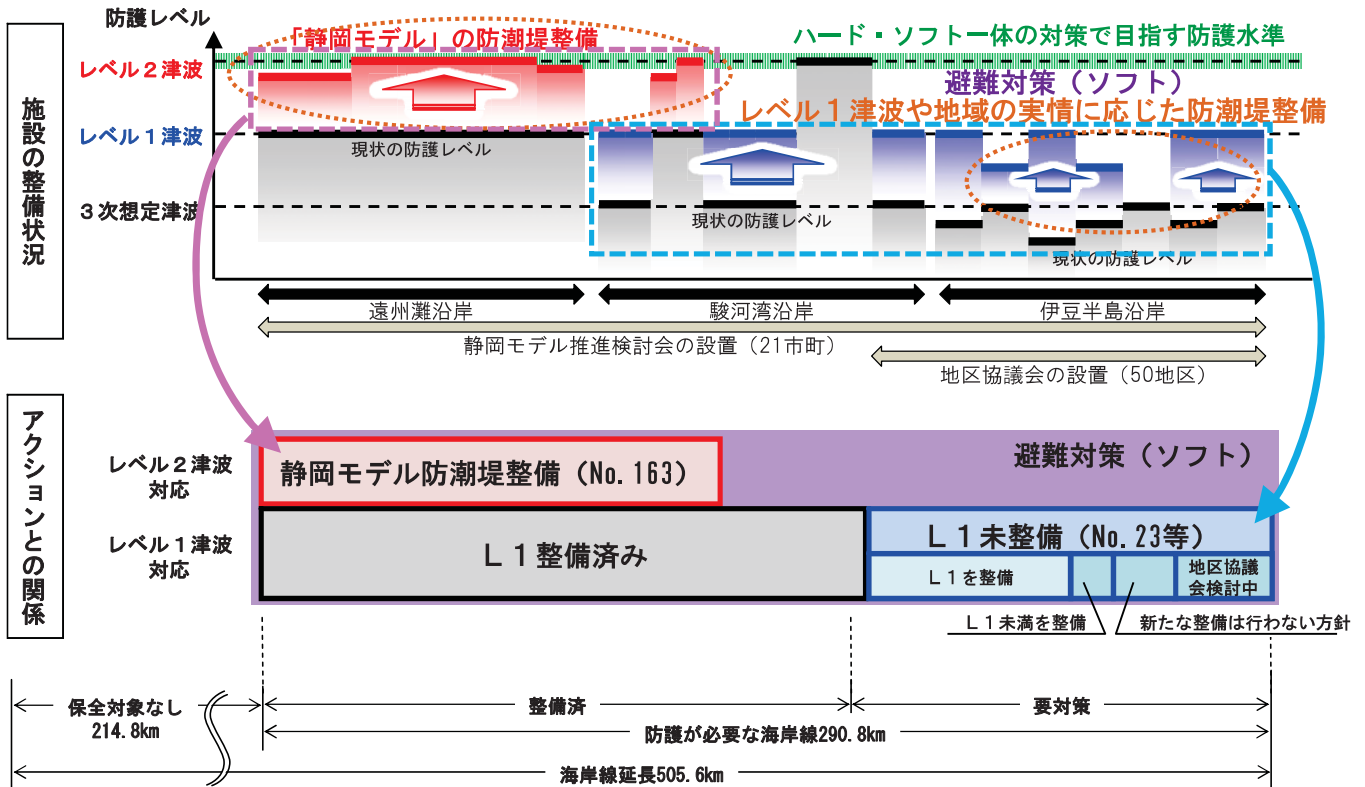 防護レベル
「静岡モデル」の防潮堤整備
ハード・ソフト一体の対策で目指す防護水準
レベル2津波
避難対策(ソフト)
レベル1津波や地域の実情に応じた防潮堤整備
レベル1津波
現状の防護レベル
3次想定津波
現状の防護レベル
現状の防護レベル
施設の整備状況
遠州灘沿岸
駿河湾沿岸
伊豆半島沿岸
静岡モデル推進検討会の設置(21市町)
地区協議会の設置(50地区)
アクションとの関係
レベル2津波
対応
静岡モデル防潮堤整備(No.163)
避難対策(ソフト)
レベル1津波
対応
L1整備済み
L1未整備(No.23等)
L1を整備
地区協議
会検討中
L1未満を整備
新たな整備は行わない方針
保全対象なし
214.8km
整備済
要対策
防護が必要な海岸線290.8km
海岸線延長505.6km